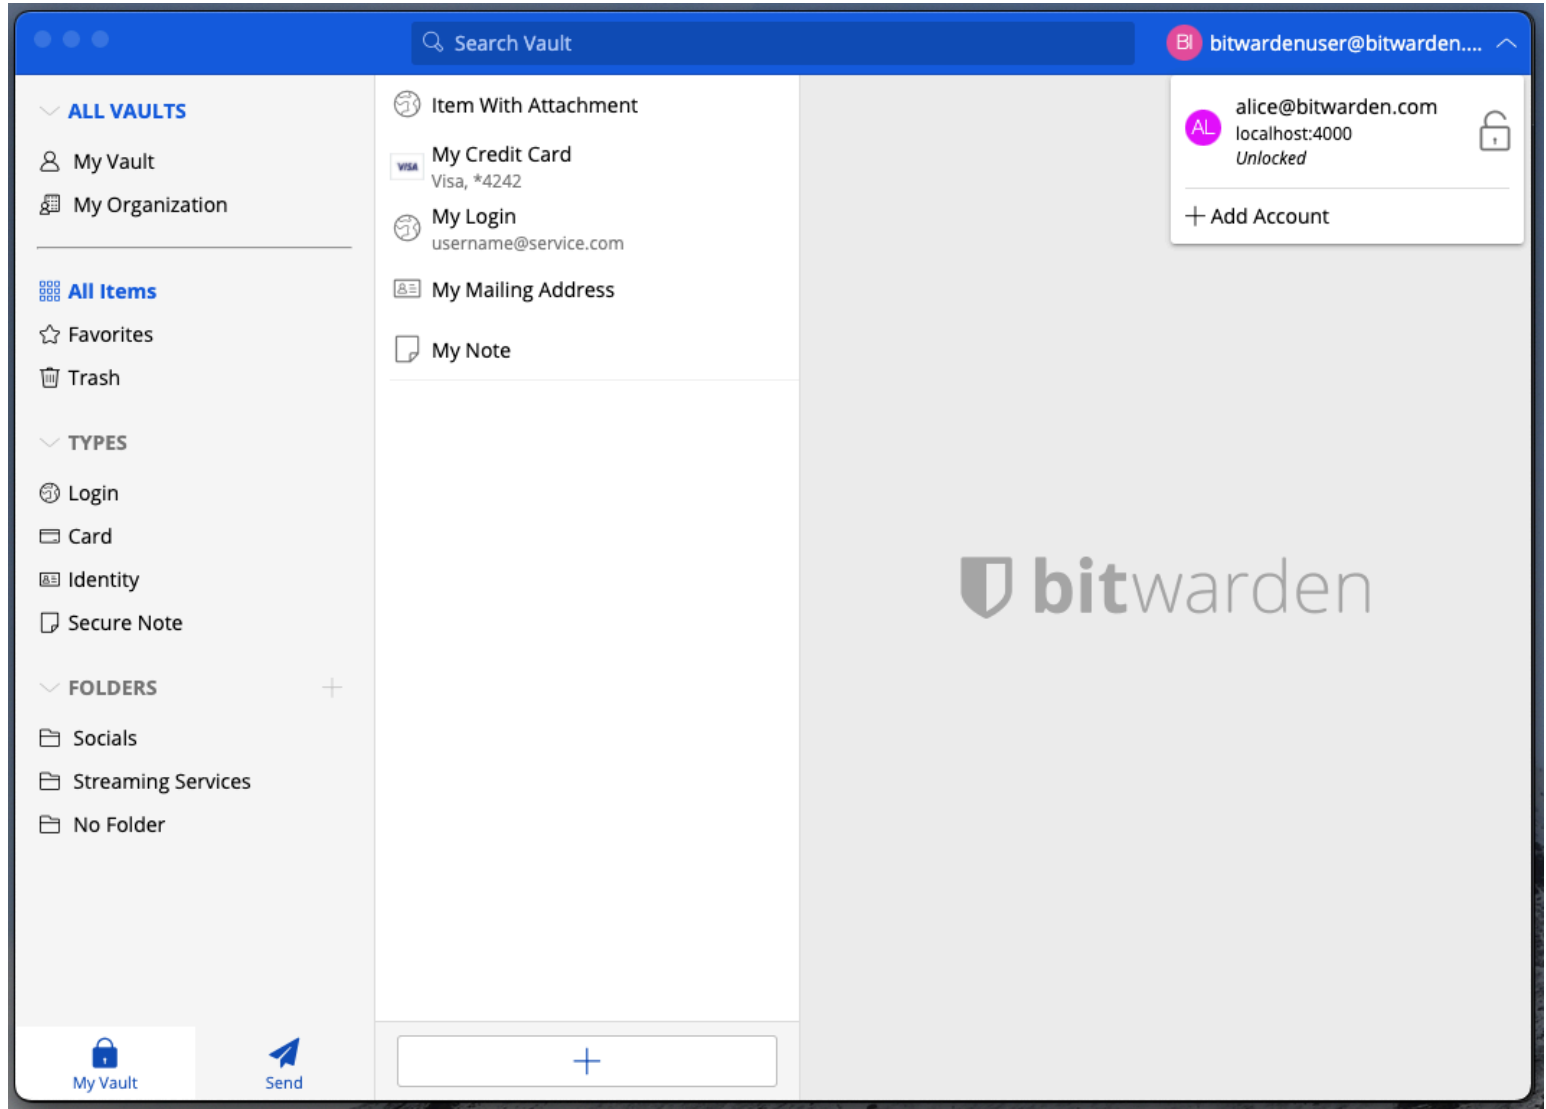 Search Vault
BI
bitwardenuser@bitwarden....
ALL VAULTS
My Vault
My Organization
All Items
Favorites
Trash
TYPES
Login
Card
Identity
Secure Note
FOLDERS
Socials
Streaming Services
No Folder
My Vault
Send
Item With Attachment
My Credit Card
VISA
Visa, *4242
My Login
username@service.com
My Mailing Address
My Note
AL
alice@bitwarden.com
localhost:4000
Unlocked
Add Account
bitwarden